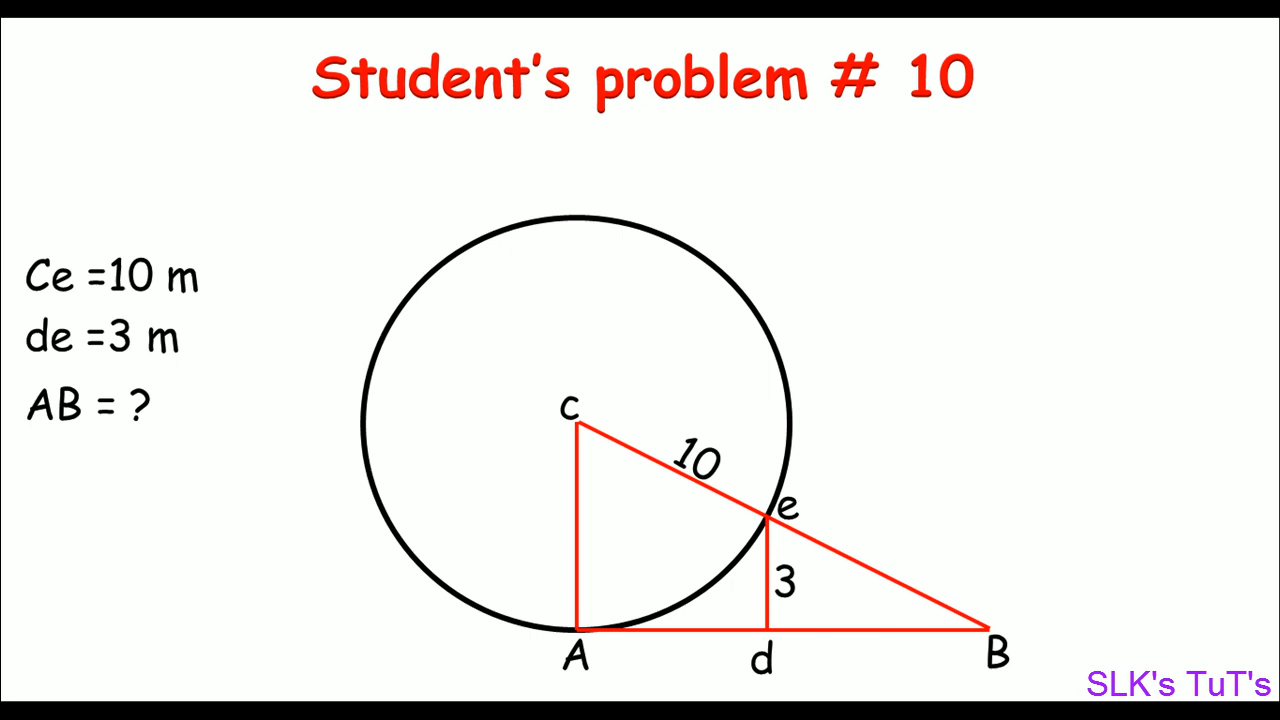 Student's problem # 10
Ce =10 m
de =3 m
AB = ?
c
10
e
3
A
d
B
SLK's TuT's